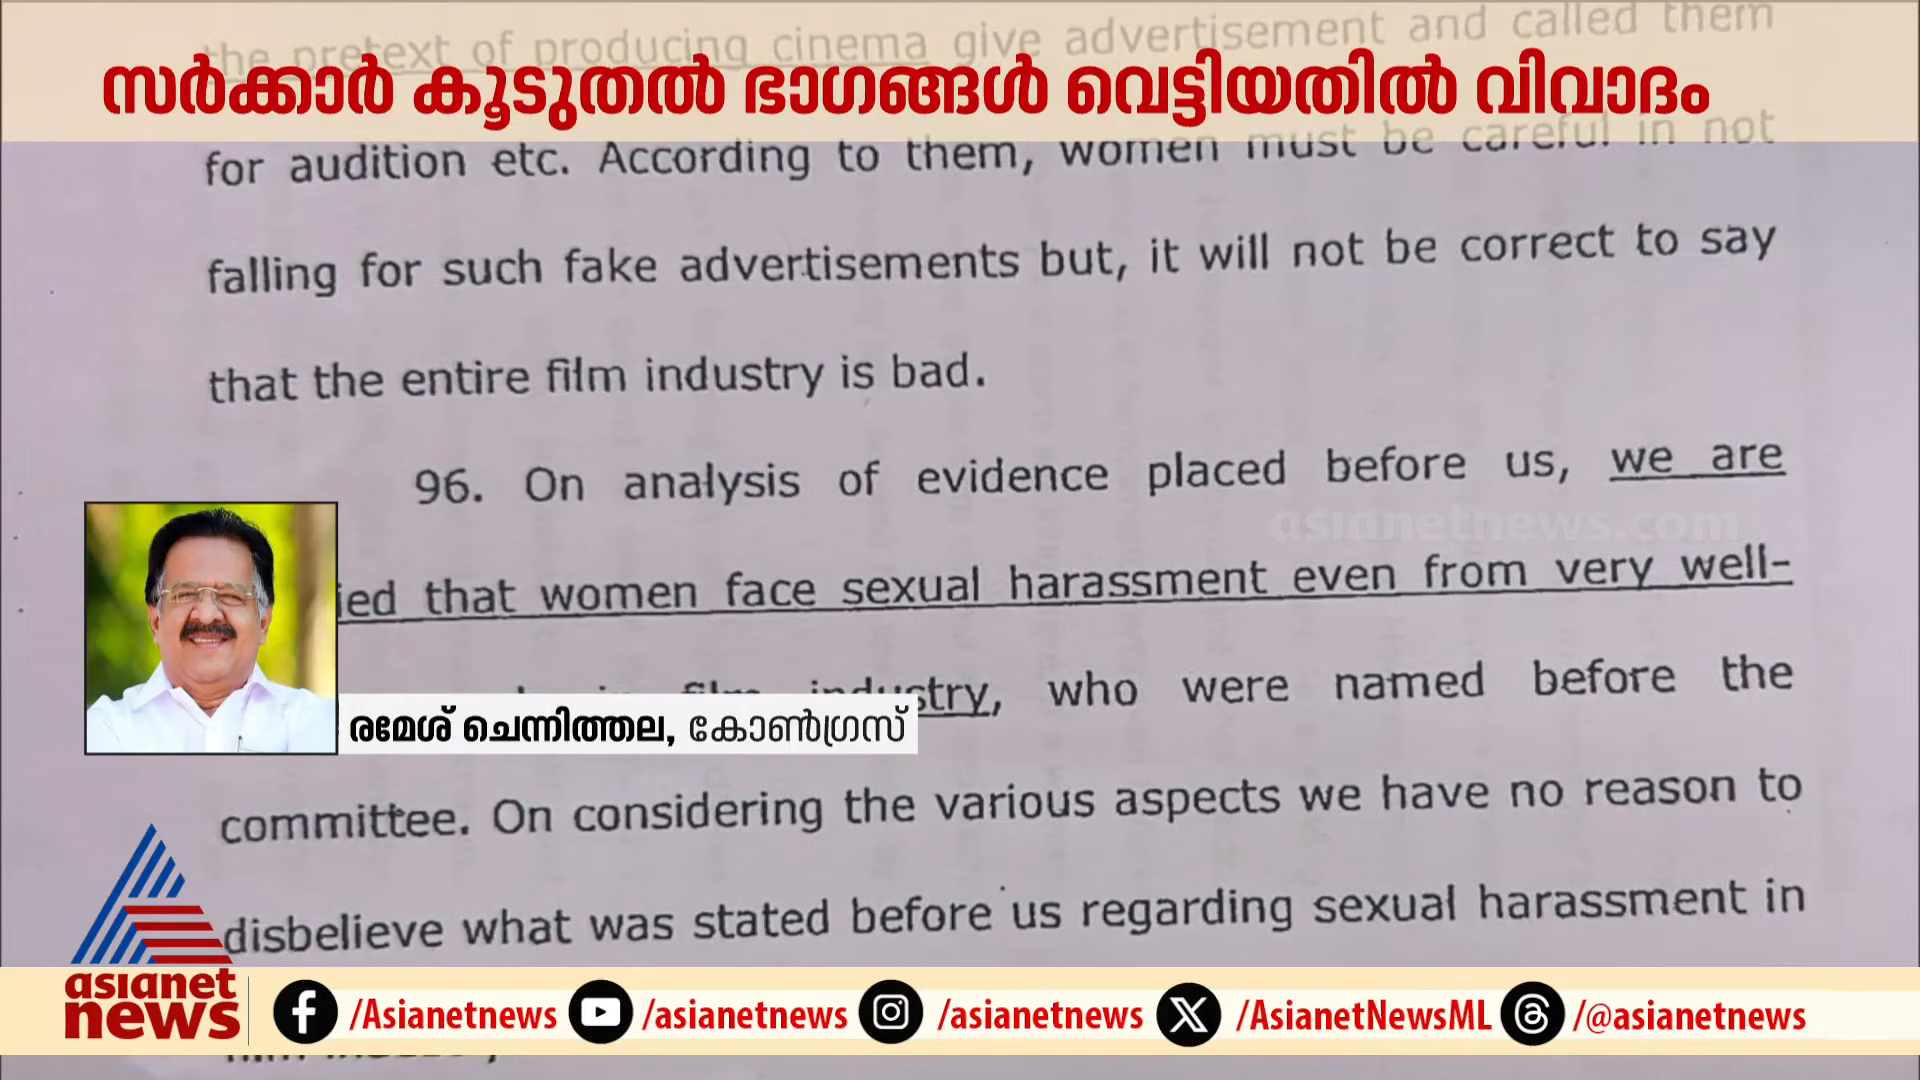 the pretext of producing cinema give advertisement and called them
സർക്കാർ കൂടുതൽ ഭാഗങ്ങൾ വെട്ടിയതിൽ വിവാദം
for audition etc. According to them, women must be careful in not
falling for such fake advertisements but, it will not be correct to say
that the entire film industry is bad.
96. On analysis of evidence placed before us, we are
asianetnews.com
ied that women face sexual harassment even from very well-
film industry, who were named before the
രമേശ് ചെന്നിത്തല, കോൺഗ്രസ്
committee. On considering the various aspects we have no reason to
disbelieve what was stated before us regarding sexual harassment in
asianet
news
/Asianetnews /asianetnews /asianetnews /AsianetNewsML /@asianetnews